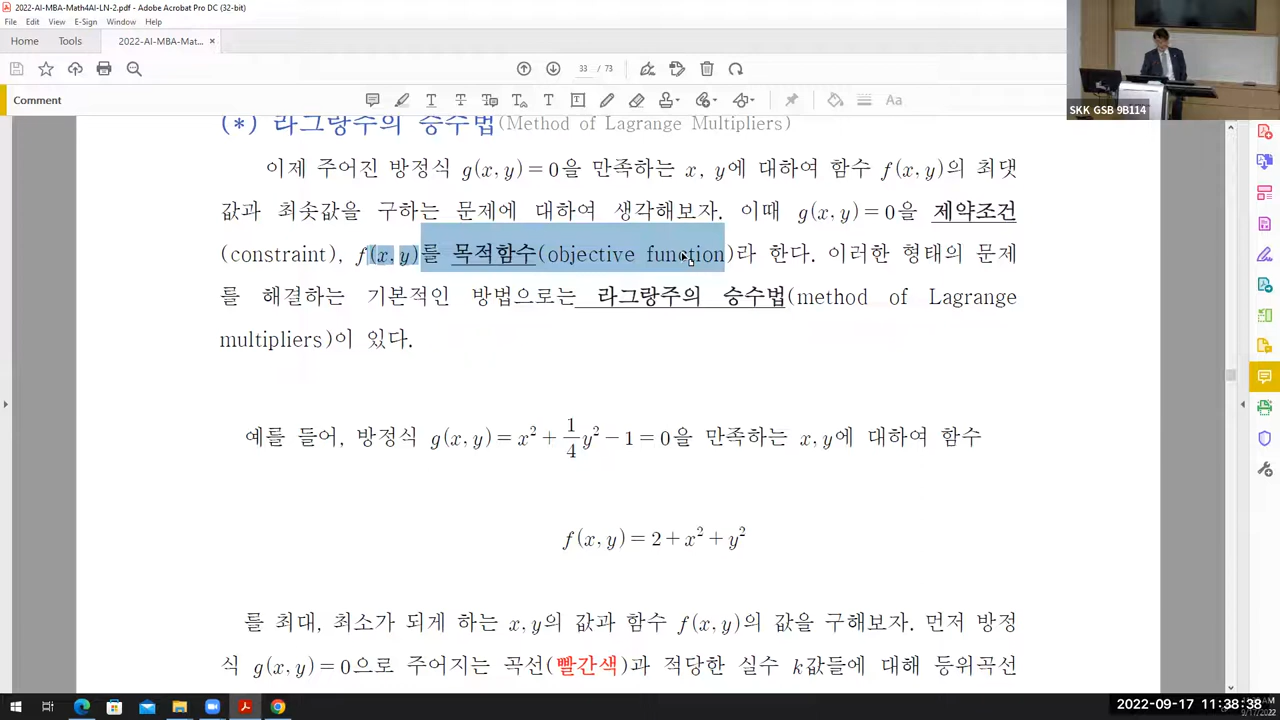 2022-AI-MBA-Math4AI-LN-2.pdf (SECURED) - Adobe Acrobat Pro DC (32-bit)
File Edit View E-Sign Window Help
Home Tools 2022-AI-MBA-Mat... ×
33 / 73
Comment
Aa
SKK GSB 9B114
(*) 라그랑주의 승수법(Method of Lagrange Multipliers)
이제 주어진 방정식 g(x, y)=0을 만족하는 x, y에 대하여 함수 f(x, y)의 최댓
값과 최솟값을 구하는 문제에 대하여 생각해보자. 이때 g(x, y)=0을 제약조건
(constraint), f(x, y)를 목적함수(objective function)라 한다. 이러한 형태의 문제
를 해결하는 기본적인 방법으로는 라그랑주의 승수법(method of Lagrange
multipliers)이 있다.
예를 들어, 방정식 g(x, y) = x² + 1/4 y² − 1 = 0을 만족하는 x, y에 대하여 함수
f(x, y) = 2 + x² + y²
를 최대, 최소가 되게 하는 x, y의 값과 함수 f(x, y)의 값을 구해보자. 먼저 방정
식 g(x, y)=0으로 주어지는 곡선(빨간색)과 적당한 실수 k값들에 대해 등위곡선
2022-09-17 11:38:38